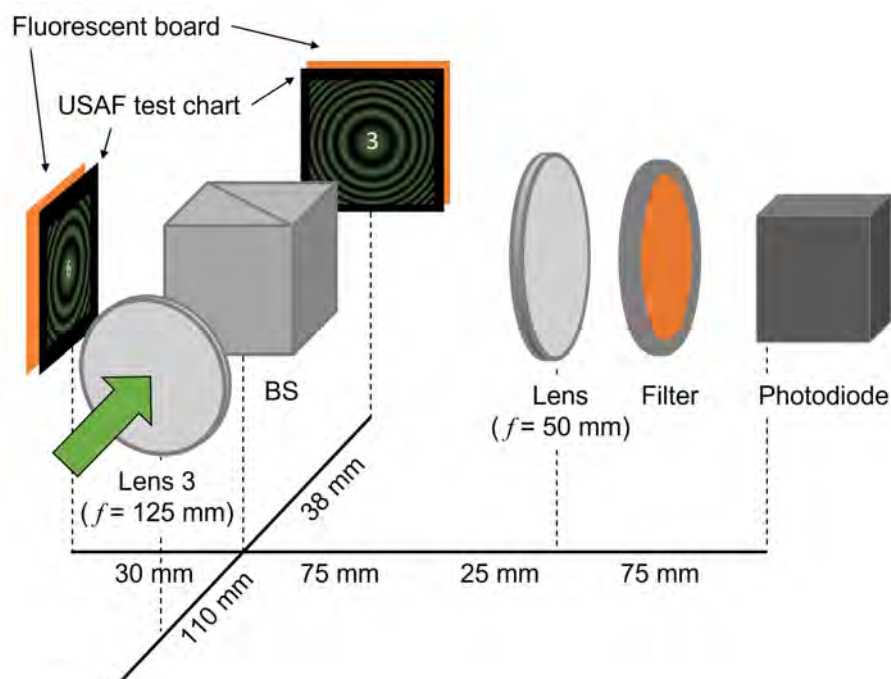 Fluorescent board
USAF test chart
3
6
BS
Lens 3
( f = 125 mm)
Lens
( f = 50 mm)
Filter
Photodiode
38 mm
30 mm
110 mm
75 mm
25 mm
75 mm